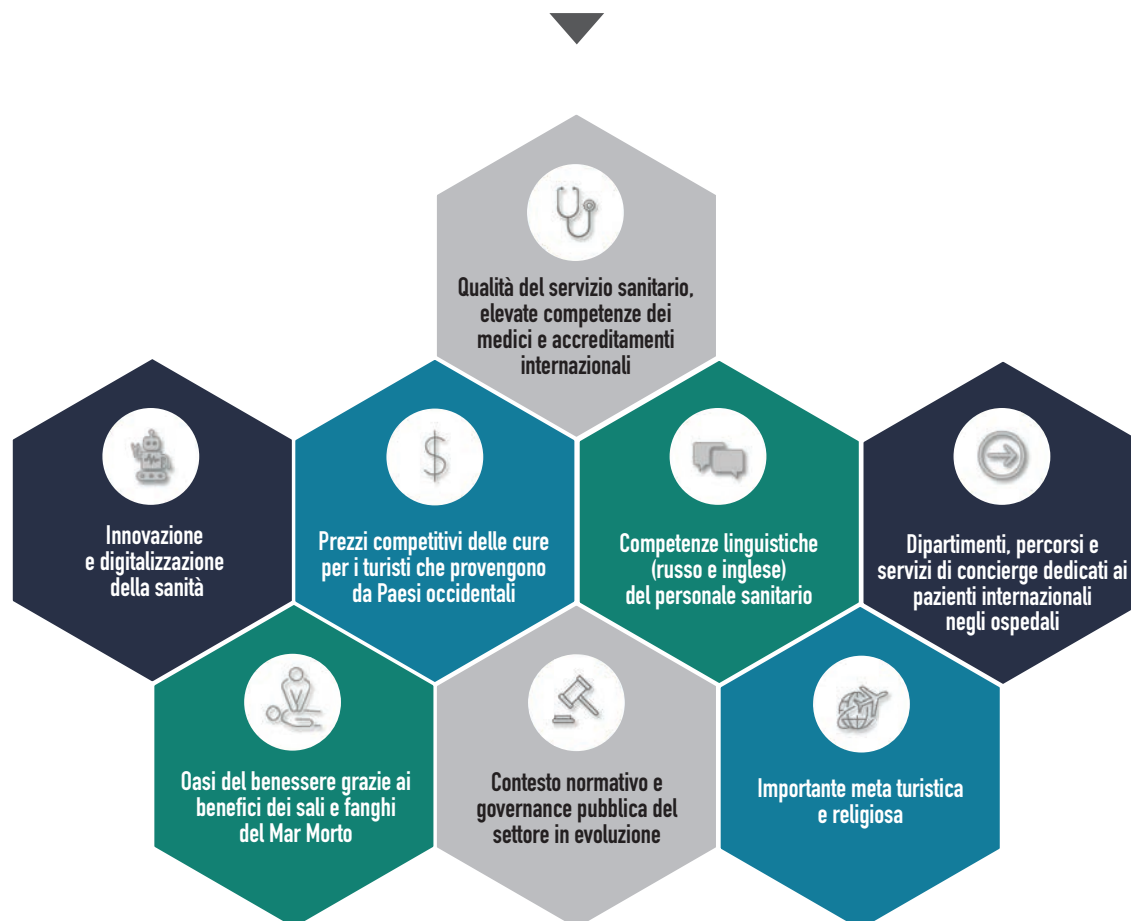 Qualità del servizio sanitario,
elevate competenze dei
medici e accreditamenti
internazionali
Innovazione
e digitalizzazione
della sanità
Prezzi competitivi delle cure
per i turisti che provengono
da Paesi occidentali
Competenze linguistiche
(russo e inglese)
del personale sanitario
Dipartimenti, percorsi e
servizi di concierge dedicati ai
pazienti internazionali
negli ospedali
Oasi del benessere grazie ai
benefici dei sali e fanghi
del Mar Morto
Contesto normativo e
governance pubblica del
settore in evoluzione
Importante meta turistica
e religiosa